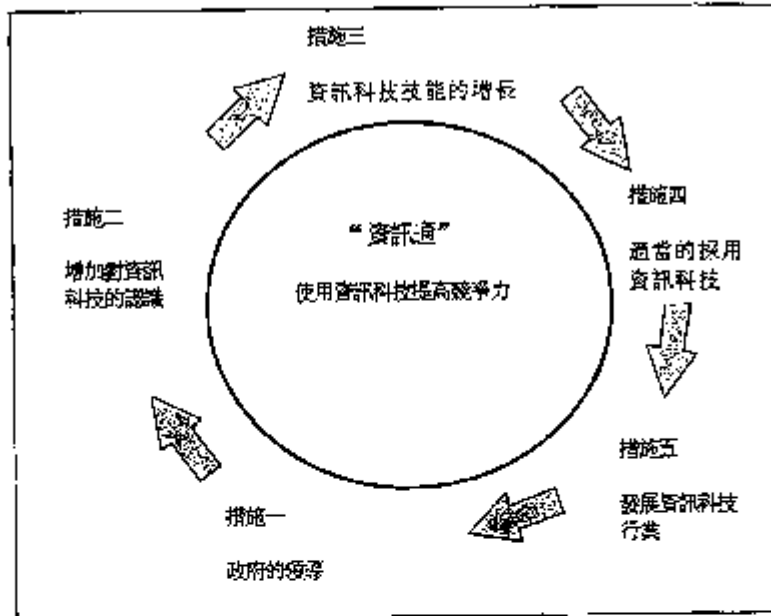 措施三
資訊科技技能的增長
措施四
適當的採用
資訊科技
措施二
增加對資訊
科技的認識
“資訊通”
使用資訊科技提高競爭力
措施五
發展資訊科技
行業
措施一
政府的領導